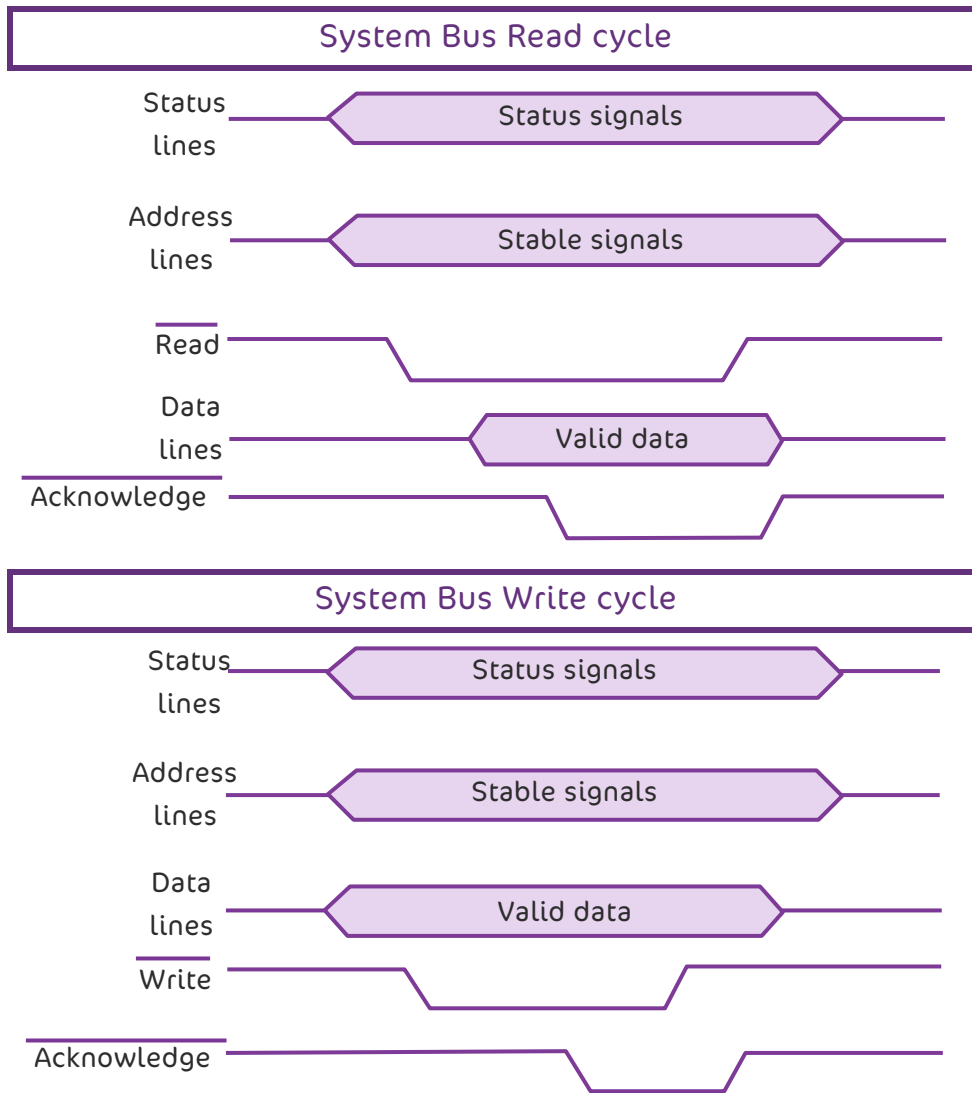 System Bus Read cycle
Status
lines
Status signals
Address
lines
Stable signals
Read
Data
lines
Valid data
Acknowledge
System Bus Write cycle
Status
lines
Status signals
Address
lines
Stable signals
Data
lines
Valid data
Write
Acknowledge